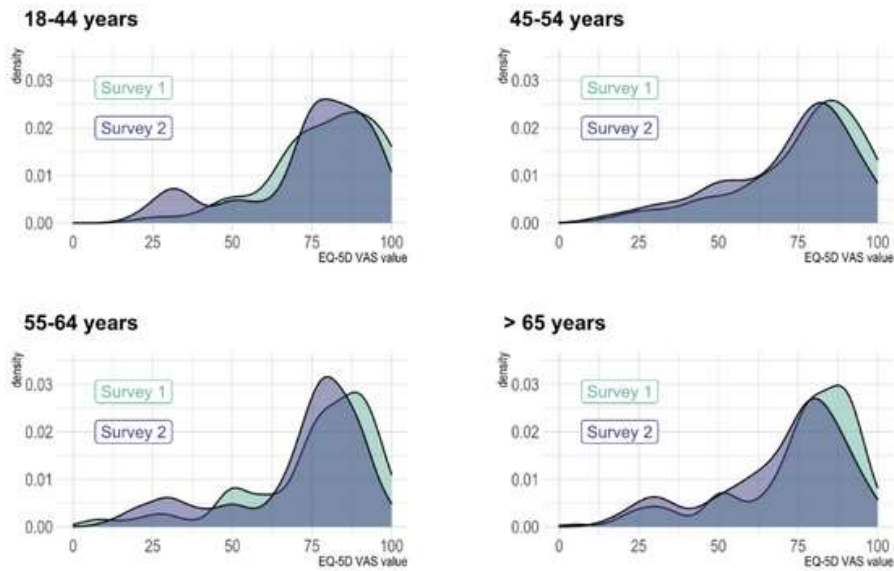 18-44 years
density
0.03
0.02
0.01
0.00
Survey 1
Survey 2
0 25 50 75 100
EQ-5D VAS value
45-54 years
density
0.03
0.02
0.01
0.00
Survey 1
Survey 2
0 25 50 75 100
EQ-5D VAS value
55-64 years
density
0.03
0.02
0.01
0.00
Survey 1
Survey 2
0 25 50 75 100
EQ-5D VAS value
> 65 years
density
0.03
0.02
0.01
0.00
Survey 1
Survey 2
0 25 50 75 100
EQ-5D VAS value